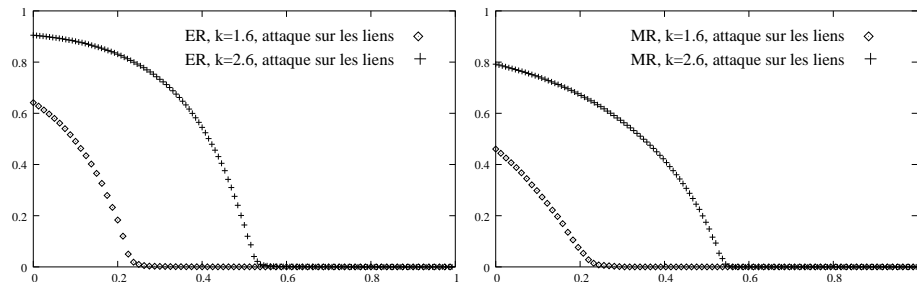 ER, k=1.6, attaque sur les liens
ER, k=2.6, attaque sur les liens
1
0.8
0.6
0.4
0.2
0
0 0.2 0.4 0.6 0.8 1
MR, k=1.6, attaque sur les liens
MR, k=2.6, attaque sur les liens
1
0.8
0.6
0.4
0.2
0
0 0.2 0.4 0.6 0.8 1